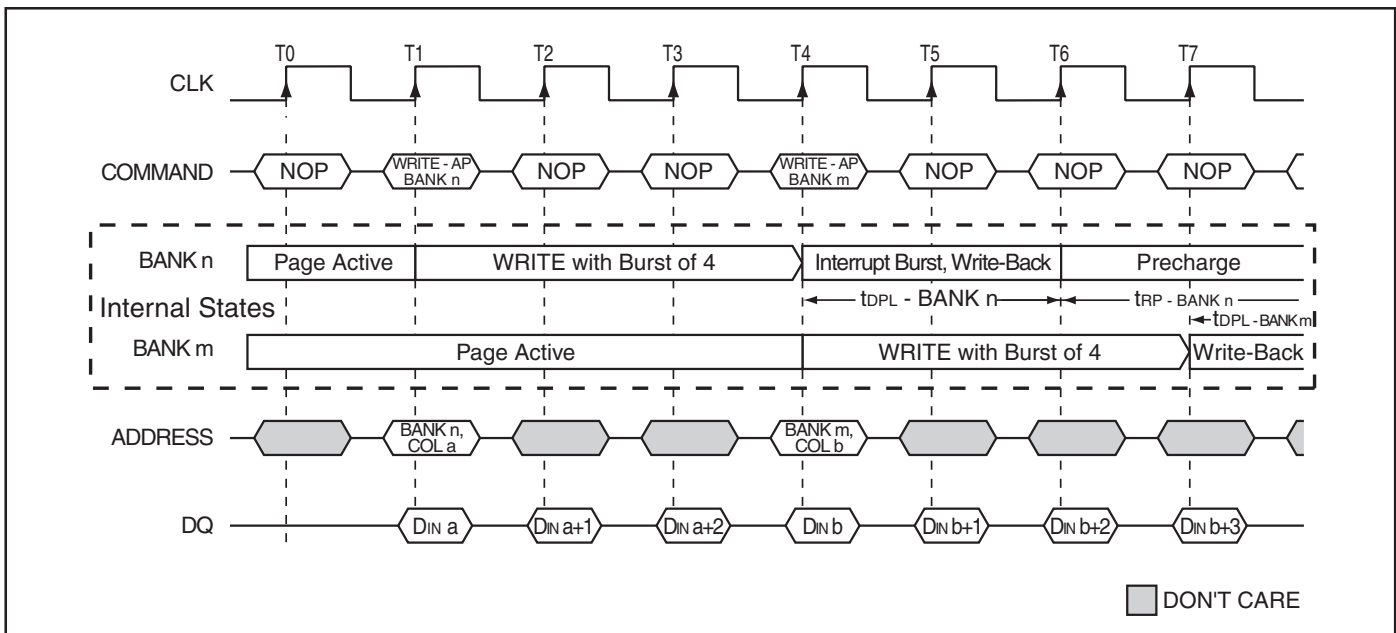 T0 T1 T2 T3 T4 T5 T6 T7
CLK
WRITE - AP WRITE - AP
COMMAND NOP BANK n NOP NOP BANK m NOP NOP NOP
BANK n Page Active WRITE with Burst of 4 Interrupt Burst, Write-Back Precharge
tDPL - BANK n tRP - BANK n
Internal States
tDPL - BANK m
BANK m Page Active WRITE with Burst of 4 Write-Back
BANK n, BANK m,
ADDRESS COL a COL b
DQ DIN a DIN a+1 DIN a+2 DIN b DIN b+1 DIN b+2 DIN b+3
DON'T CARE